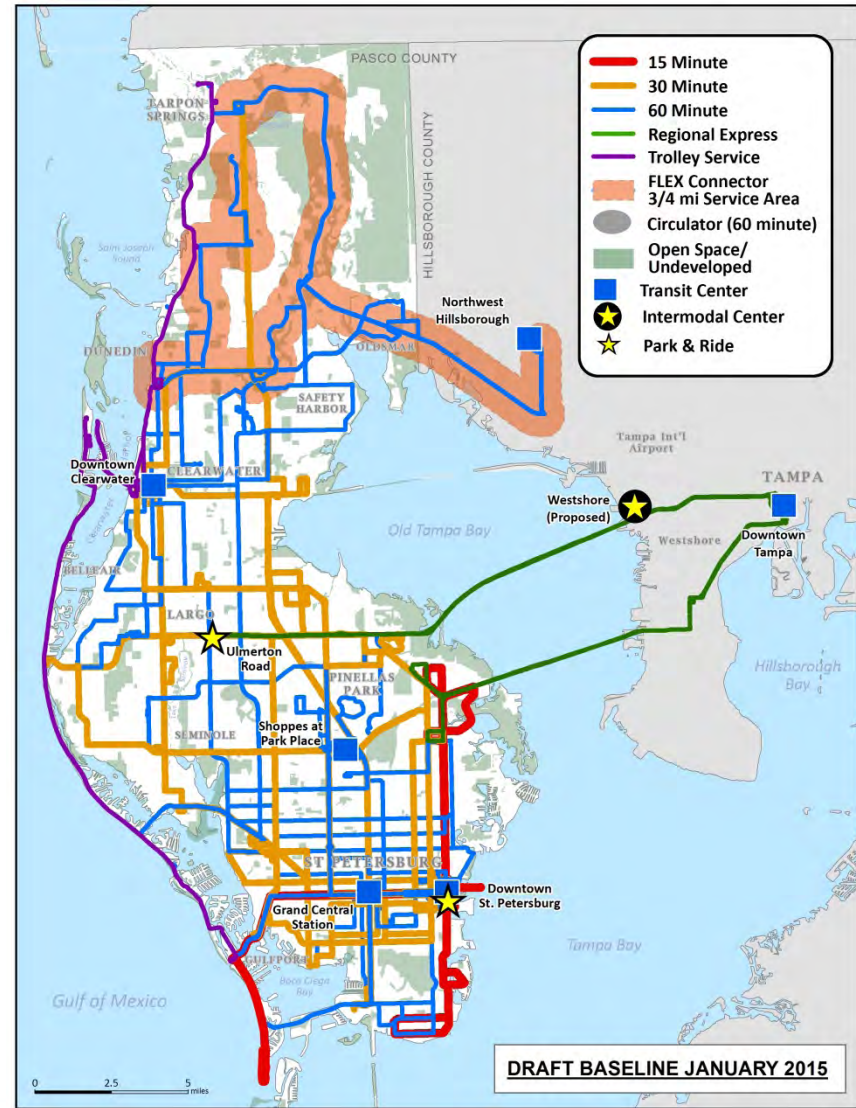 PASCO COUNTY
HILLSBOROUGH COUNTY
TARPON
SPRINGS
15 Minute
30 Minute
60 Minute
Regional Express
Trolley Service
FLEX Connector
3/4 mi Service Area
Circulator (60 minute)
Open Space/
Undeveloped
Transit Center
Intermodal Center
Park & Ride
Saint Joseph
Sound
Northwest
Hillsborough
DUNEDIN
OLDSMAR
SAFETY
HARBOR
Downtown
Clearwater
CLEARWATER
Clearwater Harbor
Tampa Int'l
Airport
TAMPA
Westshore
(Proposed)
Old Tampa Bay
Westshore
Downtown
Tampa
BELLEAIR
LARGO
Ulmerton
Road
PINELLAS
PARK
Hillsborough
Bay
SEMINOLE
Shoppes at
Park Place
ST PETERSBURG
Downtown
St. Petersburg
Grand Central
Station
GULFPORT
Boca Ciega
Bay
Tampa Bay
Gulf of Mexico
DRAFT BASELINE JANUARY 2015
0 2.5 5
miles